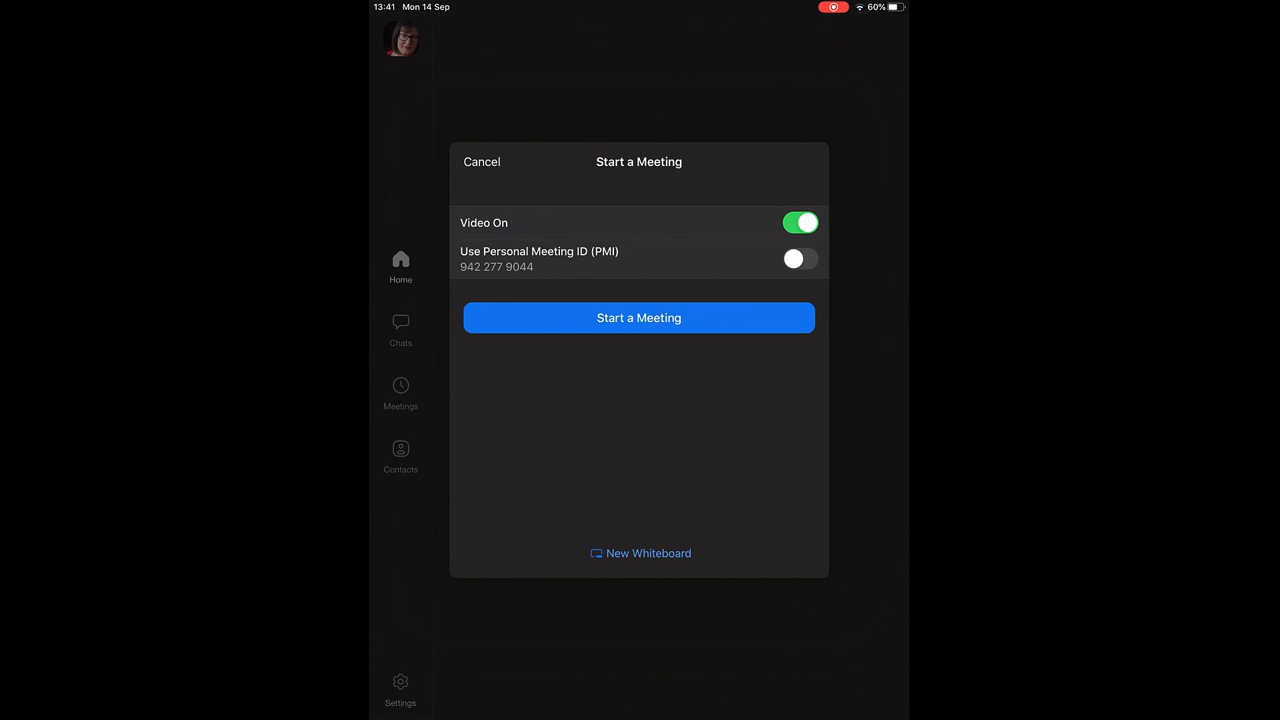 13:41 Mon 14 Sep
60%
Cancel
Start a Meeting
Video On
Use Personal Meeting ID (PMI)
942 277 9044
Start a Meeting
New Whiteboard
Home
Chats
Meetings
Contacts
Settings